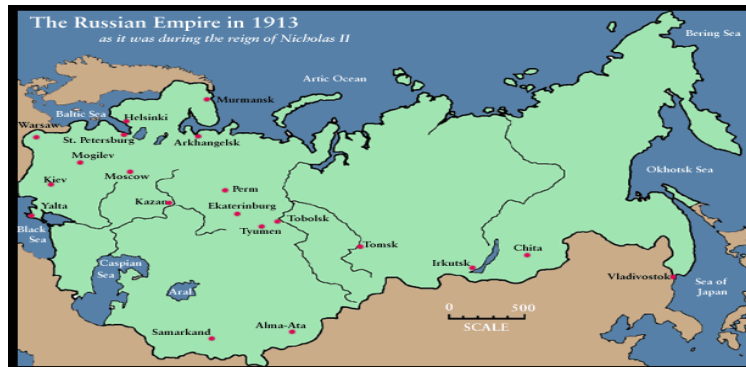 The Russian Empire in 1913
as it was during the reign of Nicholas II
Bering Sea
Artic Ocean
Murmansk
Baltic Sea
Helsinki
Warsaw
St. Petersburg
Arkhangelsk
Mogilev
Moscow
Okhotsk Sea
Kiev
Perm
Kazan
Ekaterinburg
Yalta
Tobolsk
Tyumen
Black
Sea
Tomsk
Chita
Irkutsk
Caspian
Sea
Vladivostok
Sea of
Japan
Aral
0 500
SCALE
Alma-Ata
Samarkand